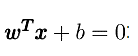 w^T x + b = 0